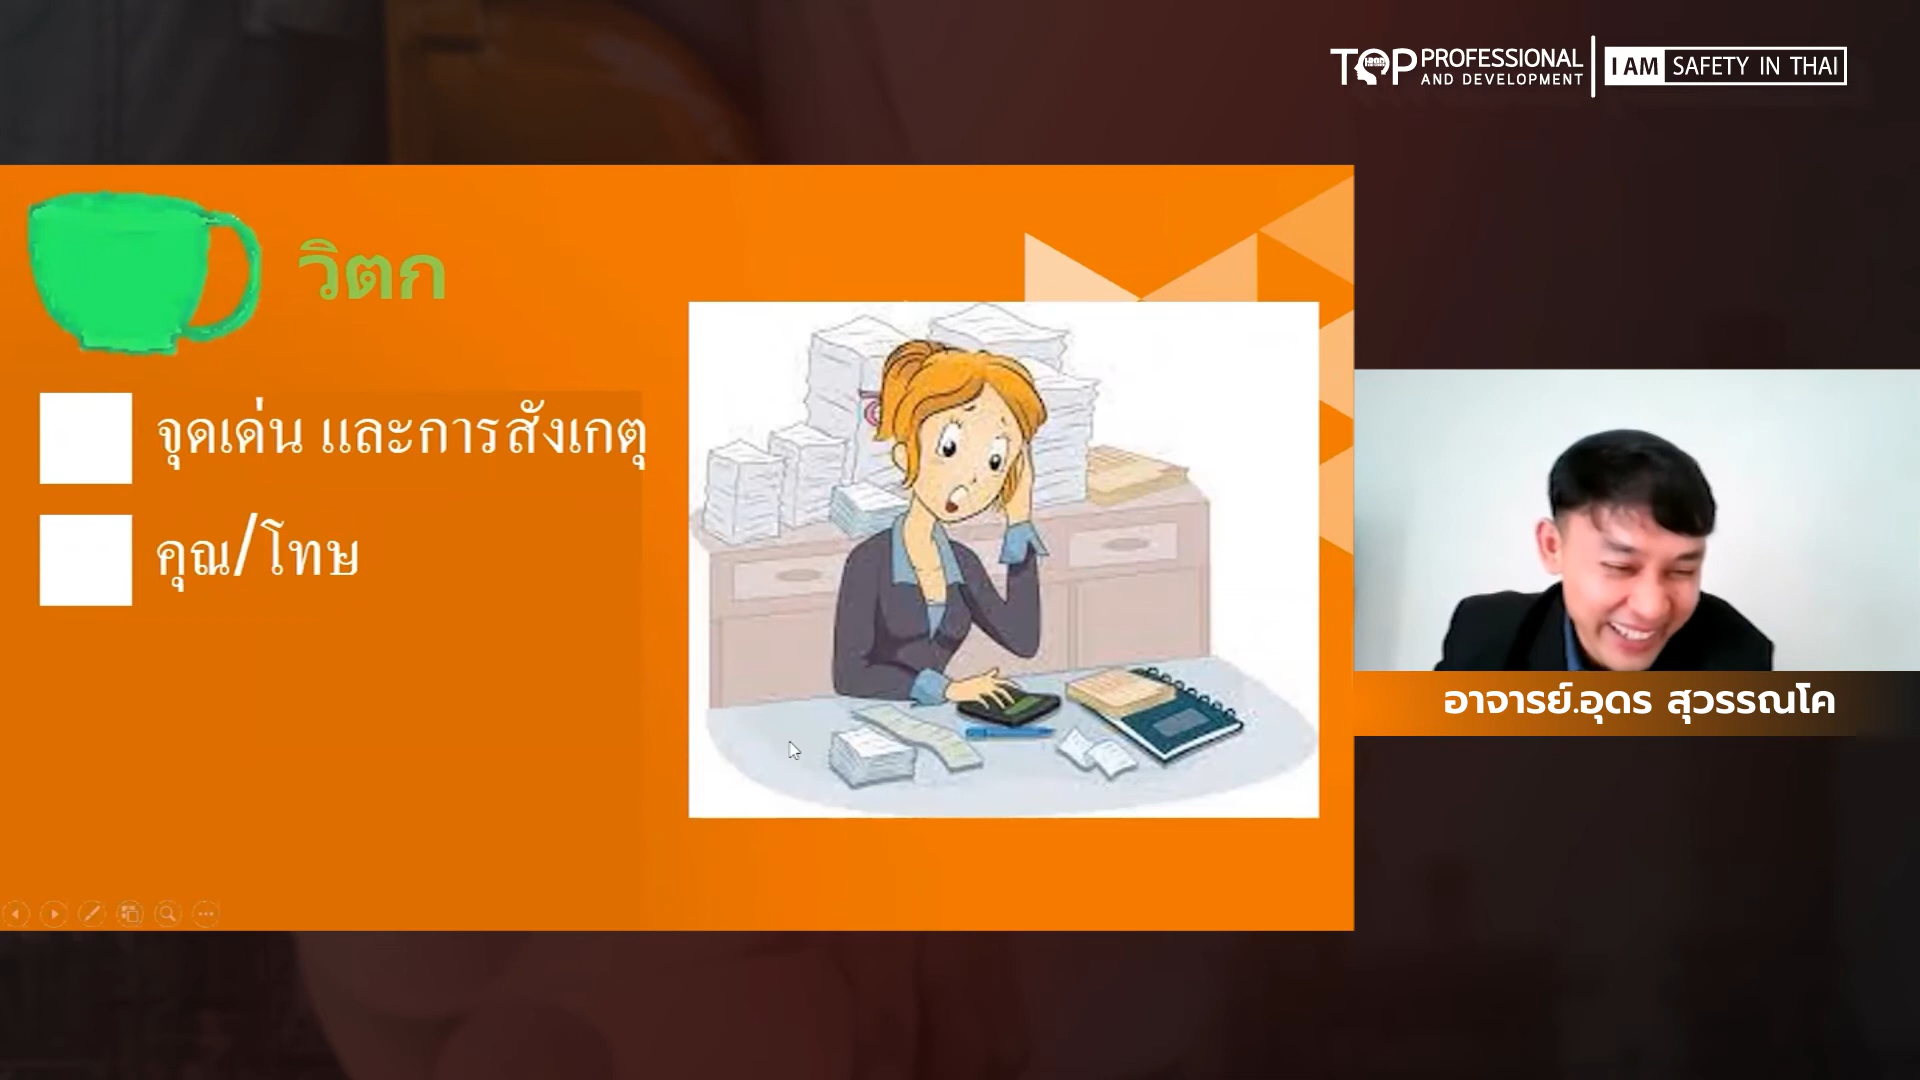 TOP PROFESSIONAL
AND DEVELOPMENT
I AM SAFETY IN THAI
วิตก
จุดเด่น และการสังเกตุ
คุณ/โทษ
อาจารย์.อุดร สุวรรณโค